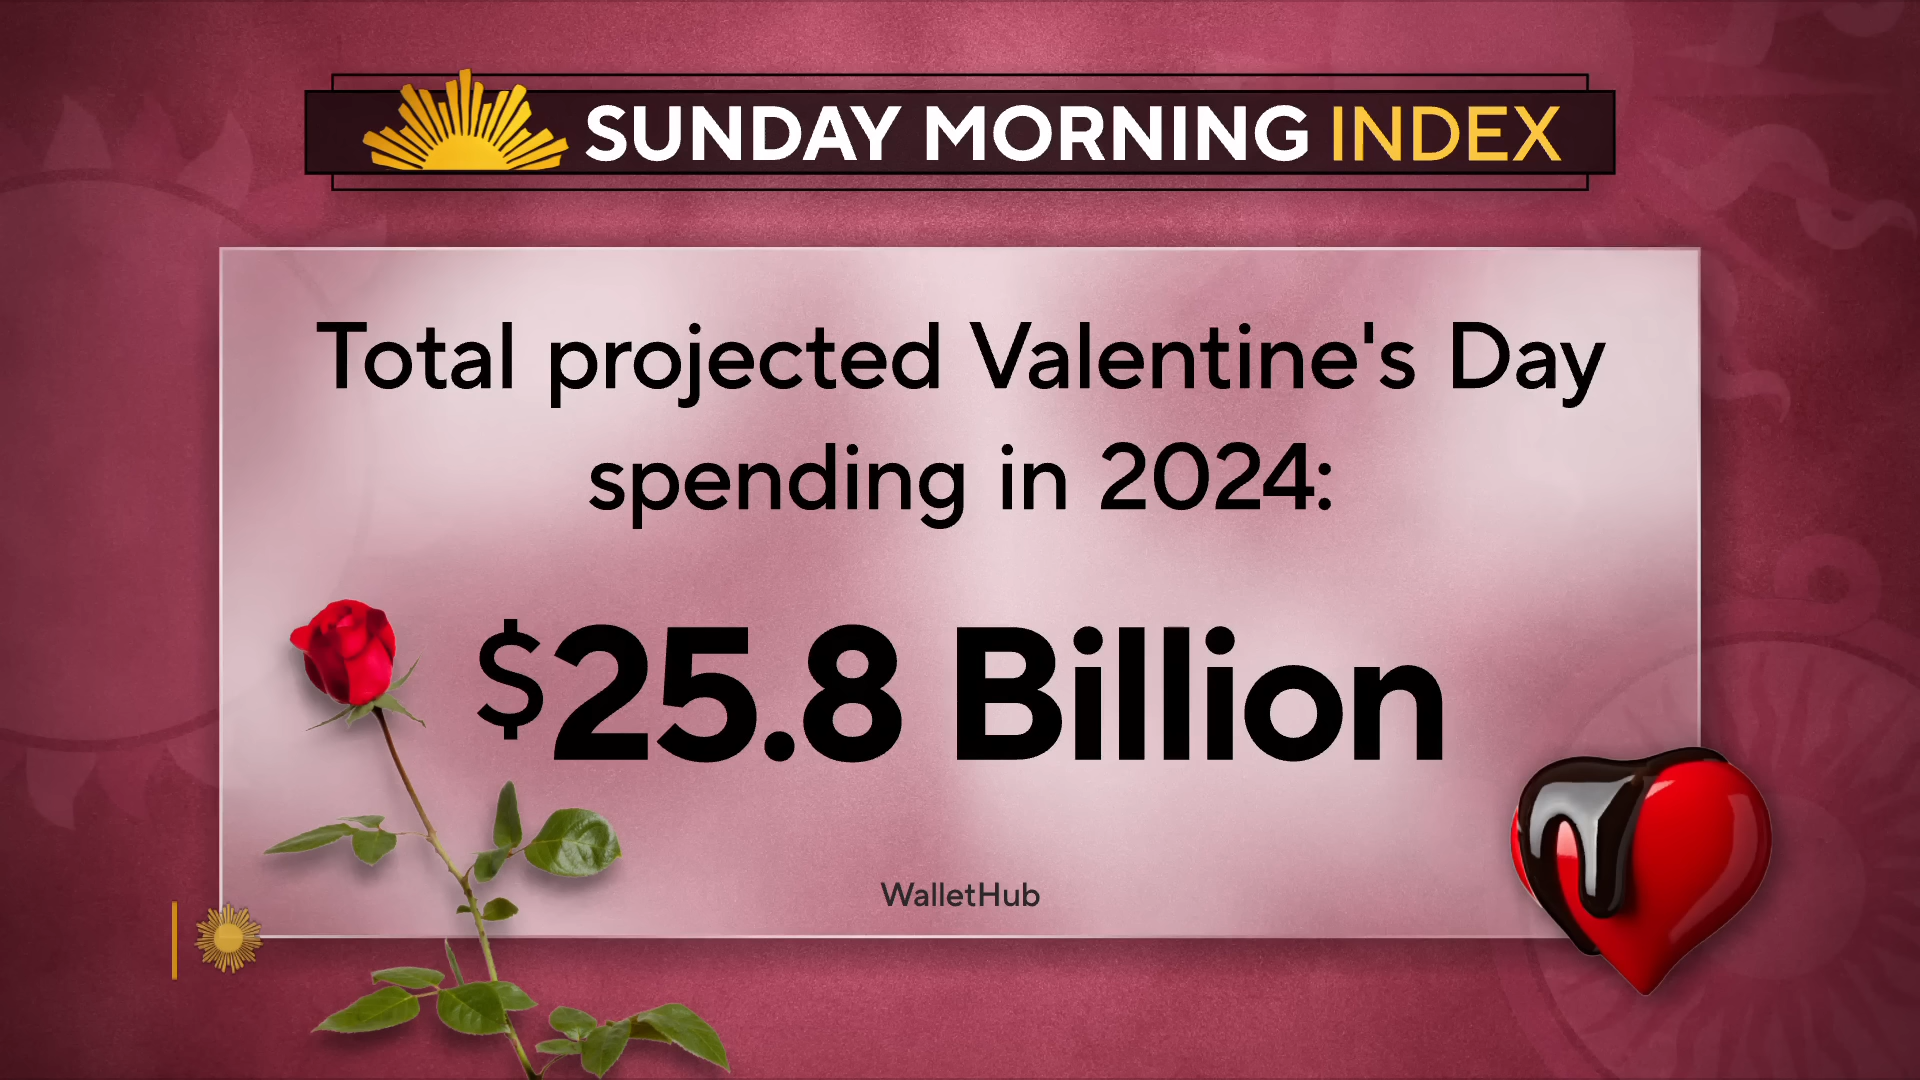 SUNDAY MORNING INDEX
Total projected Valentine's Day
spending in 2024:
$25.8 Billion
WalletHub